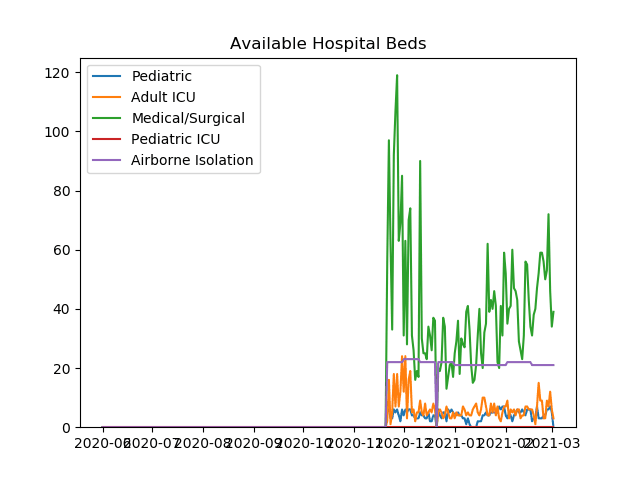 Available Hospital Beds
120
100
80
60
40
20
0
Pediatric
Adult ICU
Medical/Surgical
Pediatric ICU
Airborne Isolation
2020-06 2020-07 2020-08 2020-09 2020-10 2020-11 2020-12 2021-01 2021-02 2021-03